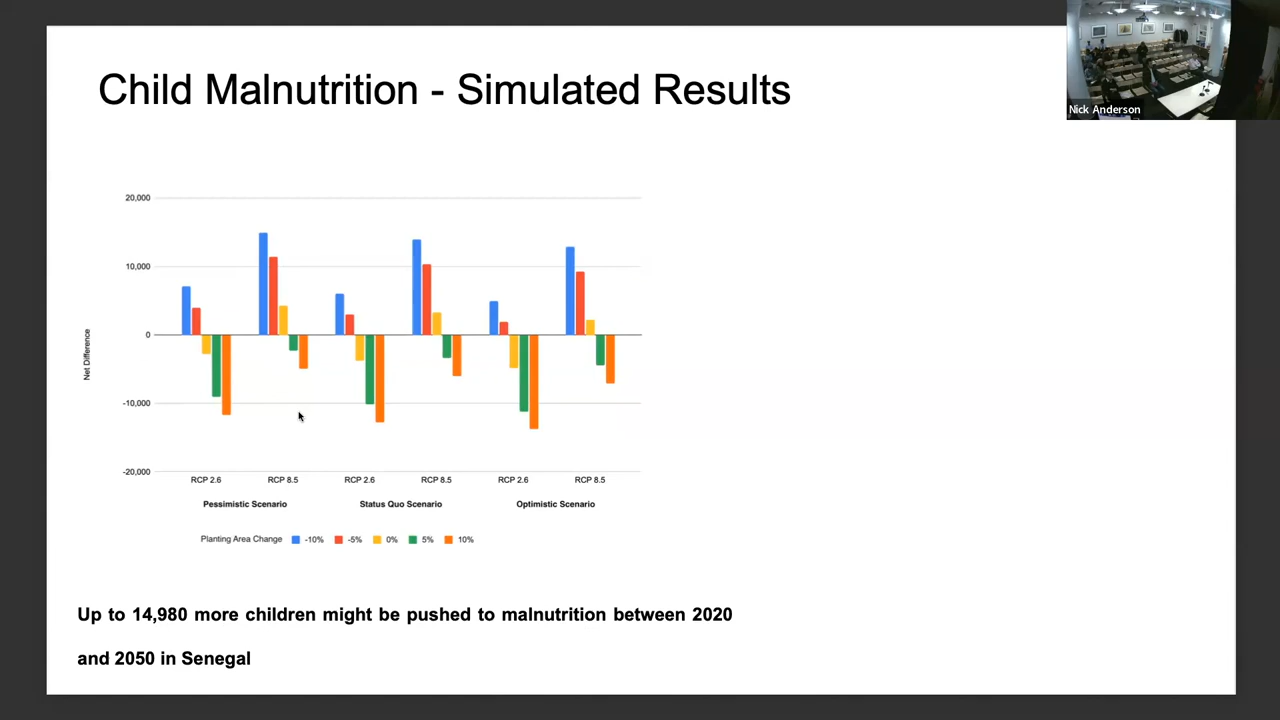 Nick Anderson
Child Malnutrition - Simulated Results
20,000
10,000
0
-10,000
-20,000
Net Difference
RCP 2.6 RCP 8.5 RCP 2.6 RCP 8.5 RCP 2.6 RCP 8.5
Pessimistic Scenario Status Quo Scenario Optimistic Scenario
Planting Area Change -10% -5% 0% 5% 10%
Up to 14,980 more children might be pushed to malnutrition between 2020
and 2050 in Senegal